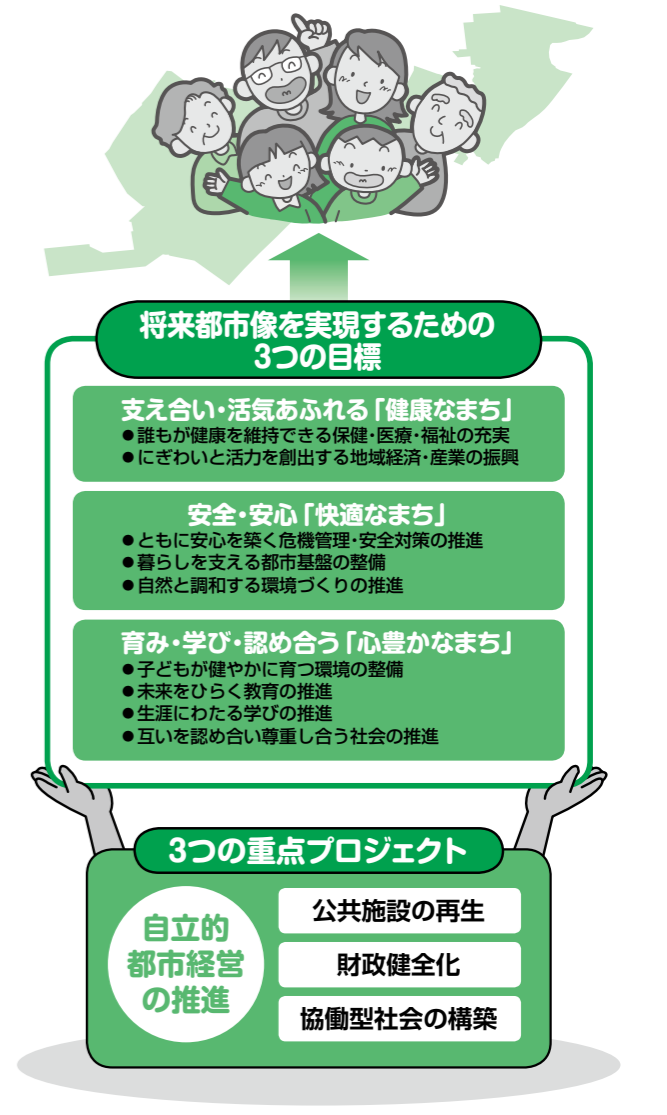 将来都市像を実現するための
3つの目標
支え合い・活気あふれる「健康なまち」
●誰もが健康を維持できる保健・医療・福祉の充実
●にぎわいと活力を創出する地域経済・産業の振興
安全・安心「快適なまち」
●ともに安心を築く危機管理・安全対策の推進
●暮らしを支える都市基盤の整備
●自然と調和する環境づくりの推進
育み・学び・認め合う「心豊かなまち」
●子どもが健やかに育つ環境の整備
●未来をひらく教育の推進
●生涯にわたる学びの推進
●互いを認め合い尊重し合う社会の推進
3つの重点プロジェクト
自立的
都市経営
の推進
公共施設の再生
財政健全化
協働型社会の構築